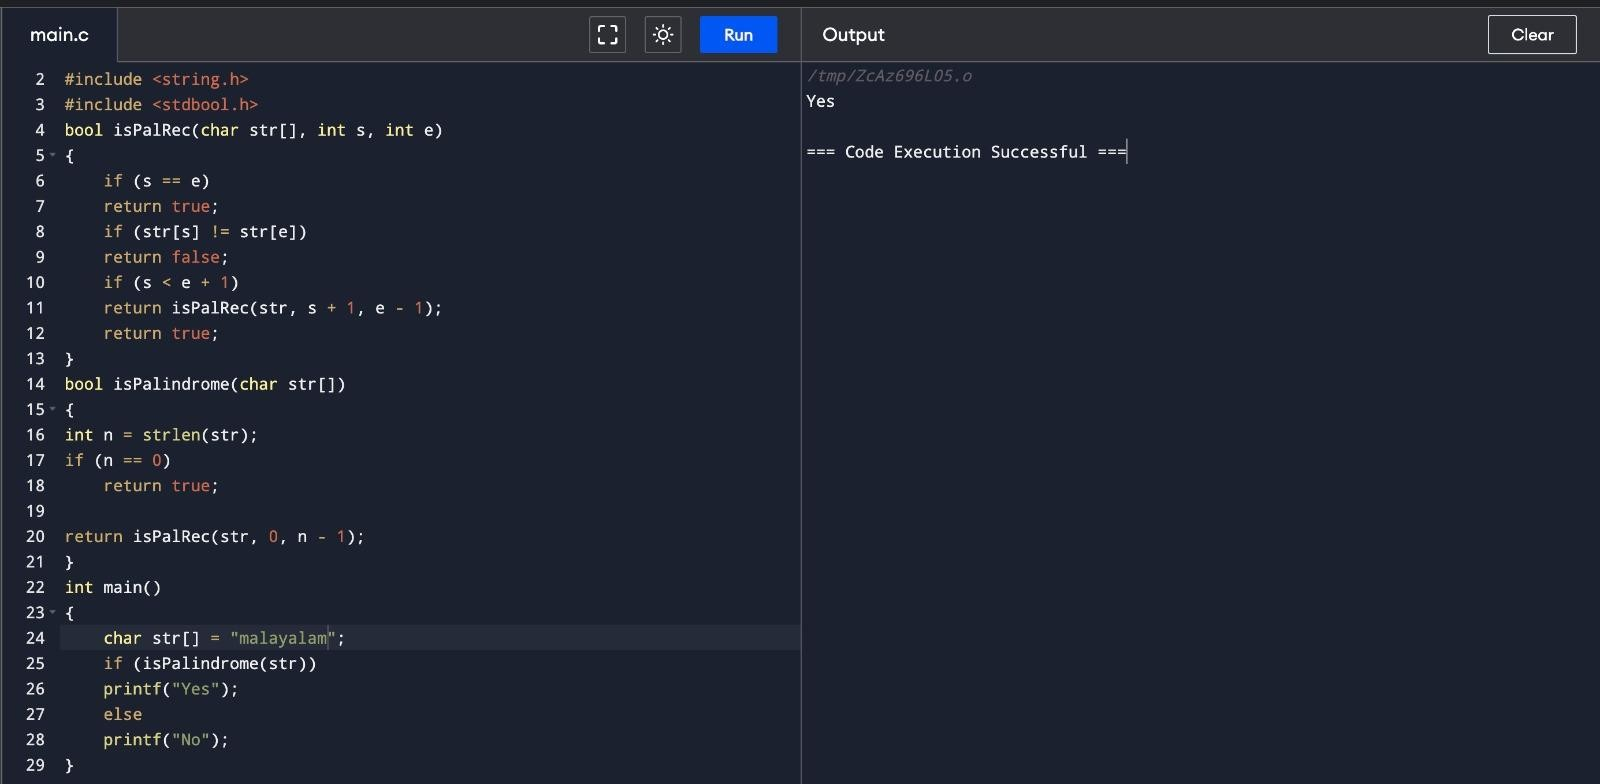 main.c
Run
Output
Clear
2 #include <string.h>
3 #include <stdbool.h>
4 bool isPalRec(char str[], int s, int e)
5 {
6     if (s == e)
7     return true;
8     if (str[s] != str[e])
9     return false;
10     if (s < e + 1)
11     return isPalRec(str, s + 1, e - 1);
12     return true;
13 }
14 bool isPalindrome(char str[])
15 {
16 int n = strlen(str);
17 if (n == 0)
18     return true;
19
20 return isPalRec(str, 0, n - 1);
21 }
22 int main()
23 {
24     char str[] = "malayalam";
25     if (isPalindrome(str))
26     printf("Yes");
27     else
28     printf("No");
29 }
/tmp/ZcAz696LO5.o
Yes
=== Code Execution Successful ===